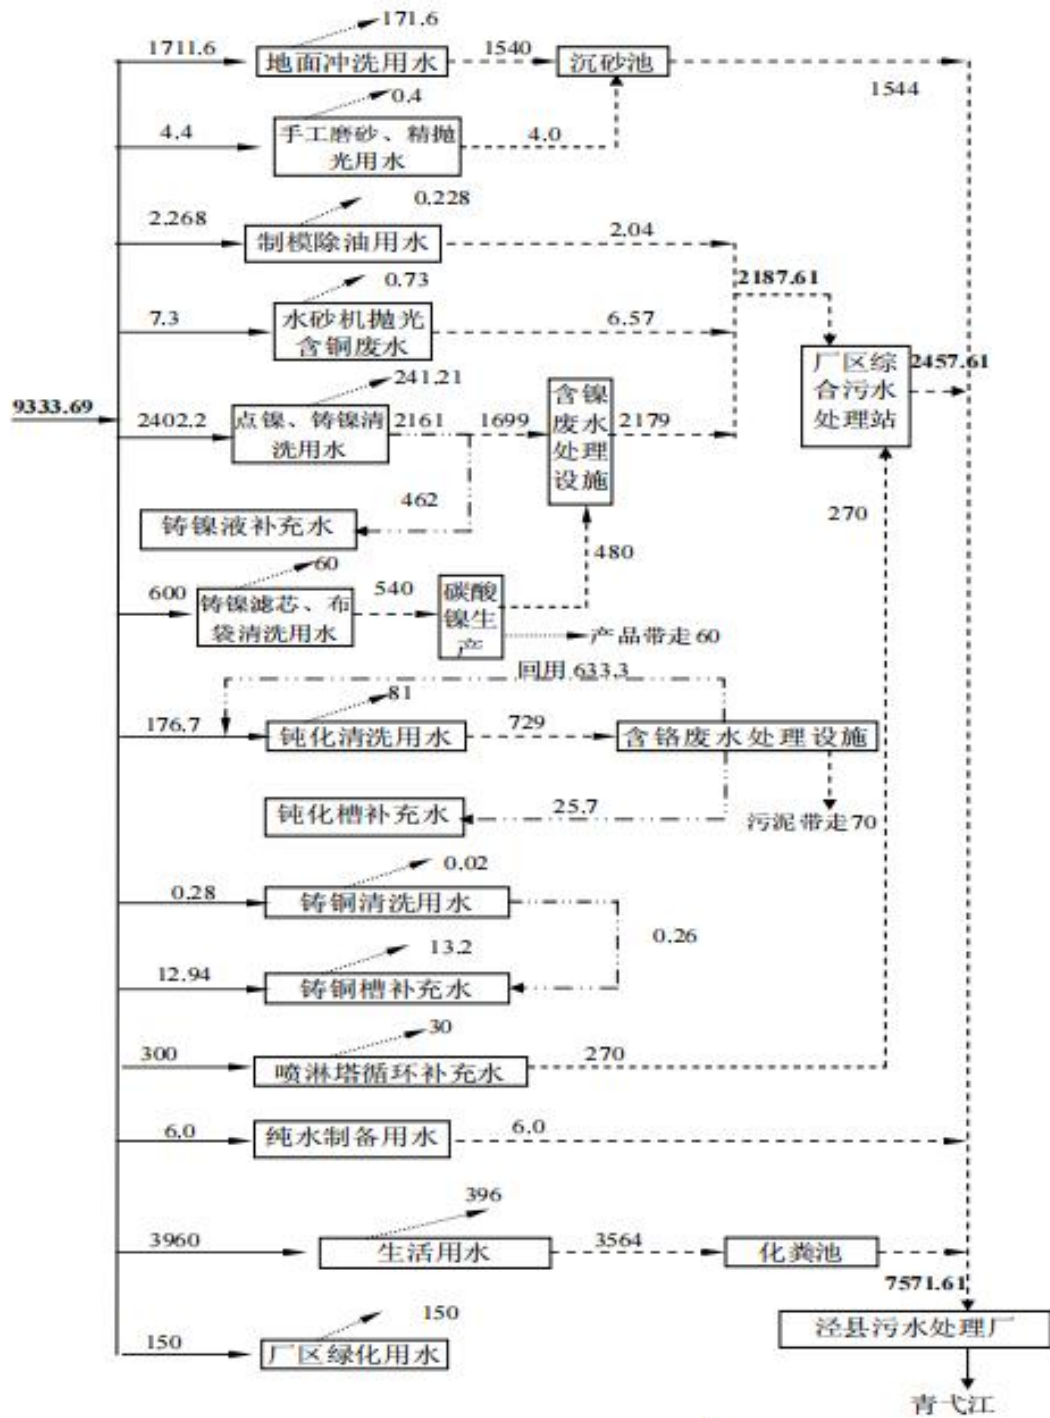 171.6
1711.6
地面冲洗用水
1540
沉砂池
1544
0.4
4.4
手工磨砂、精抛
光用水
4.0
0.228
2.268
制模除油用水
2.04
2187.61
0.73
7.3
水砂机抛光
含铜废水
6.57
厂区综
合污水
处理站
2457.61
241.21
9333.69
2402.2
点镍、铸镍清
洗用水
2161
1699
含镍
废水
处理
设施
2179
462
铸镍液补充水
270
480
60
600
铸镍滤芯、布
袋清洗用水
540
碳酸
镍生
产
产品带走60
回用 633.3
81
176.7
钝化清洗用水
729
含铬废水处理设施
钝化槽补充水
25.7
污泥带走70
0.02
0.28
铸铜清洗用水
0.26
13.2
12.94
铸铜槽补充水
30
300
喷淋塔循环补充水
270
6.0
纯水制备用水
6.0
396
3960
生活用水
3564
化粪池
7571.61
150
150
厂区绿化用水
泾县污水处理厂
青弋江